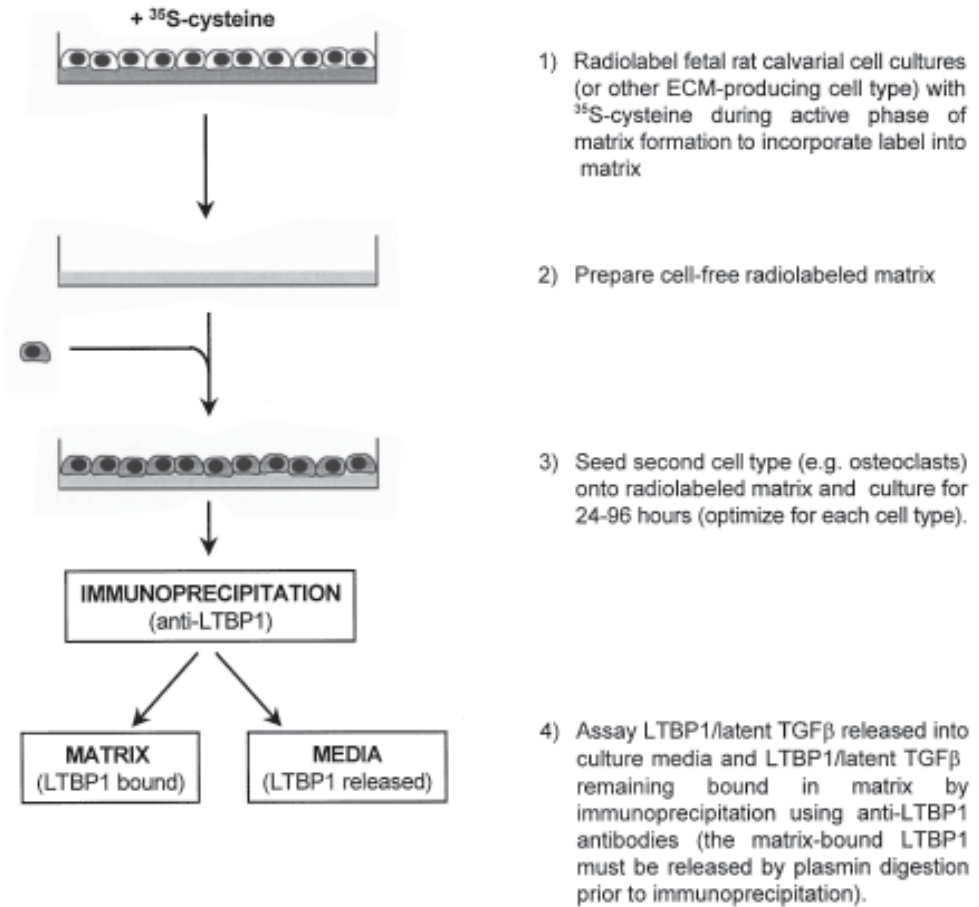 + ³⁵S-cysteine
1) Radiolabel fetal rat calvarial cell cultures
(or other ECM-producing cell type) with
³⁵S-cysteine during active phase of
matrix formation to incorporate label into
matrix
2) Prepare cell-free radiolabeled matrix
3) Seed second cell type (e.g. osteoclasts)
onto radiolabeled matrix and culture for
24-96 hours (optimize for each cell type).
IMMUNOPRECIPITATION
(anti-LTBP1)
MATRIX
(LTBP1 bound)
MEDIA
(LTBP1 released)
4) Assay LTBP1/latent TGFβ released into
culture media and LTBP1/latent TGFβ
remaining bound in matrix by
immunoprecipitation using anti-LTBP1
antibodies (the matrix-bound LTBP1
must be released by plasmin digestion
prior to immunoprecipitation).